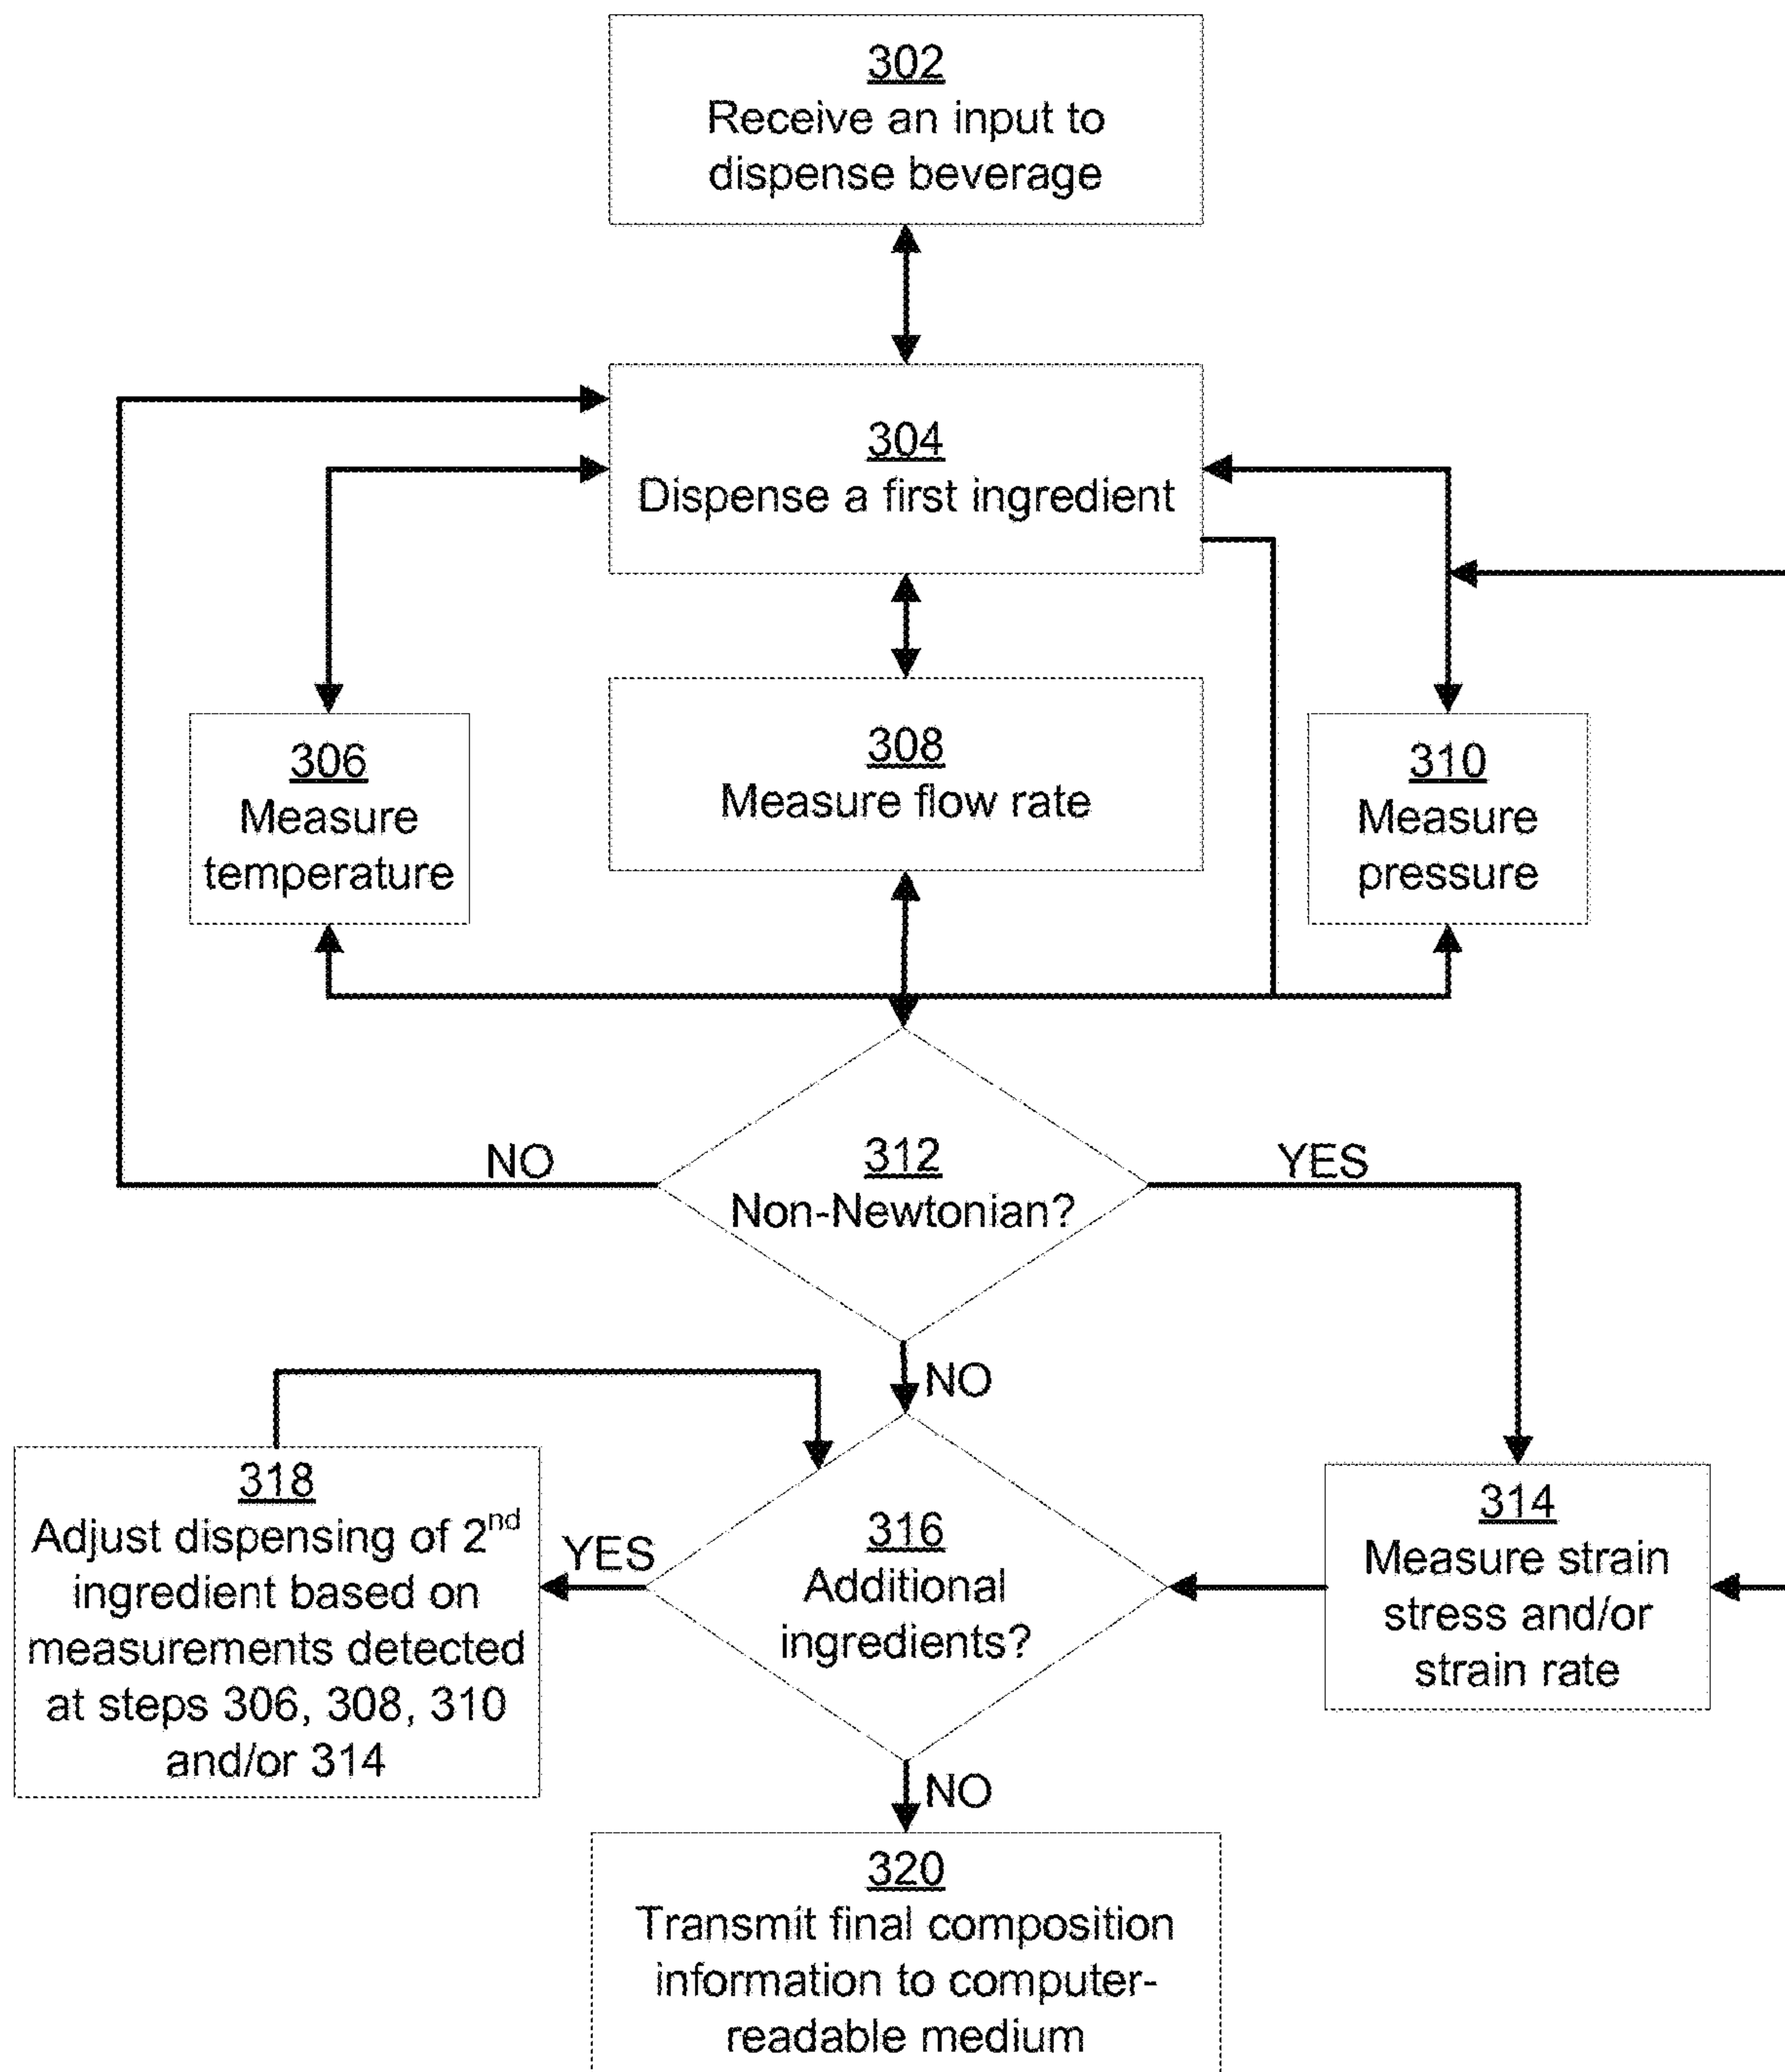 302
Receive an input to
dispense beverage
304
Dispense a first ingredient
306
Measure
temperature
308
Measure flow rate
310
Measure
pressure
NO
312
Non-Newtonian?
YES
NO
318
Adjust dispensing of 2nd
ingredient based on
measurements detected
at steps 306, 308, 310
and/or 314
YES
316
Additional
ingredients?
314
Measure strain
stress and/or
strain rate
NO
320
Transmit final composition
information to computer-
readable medium